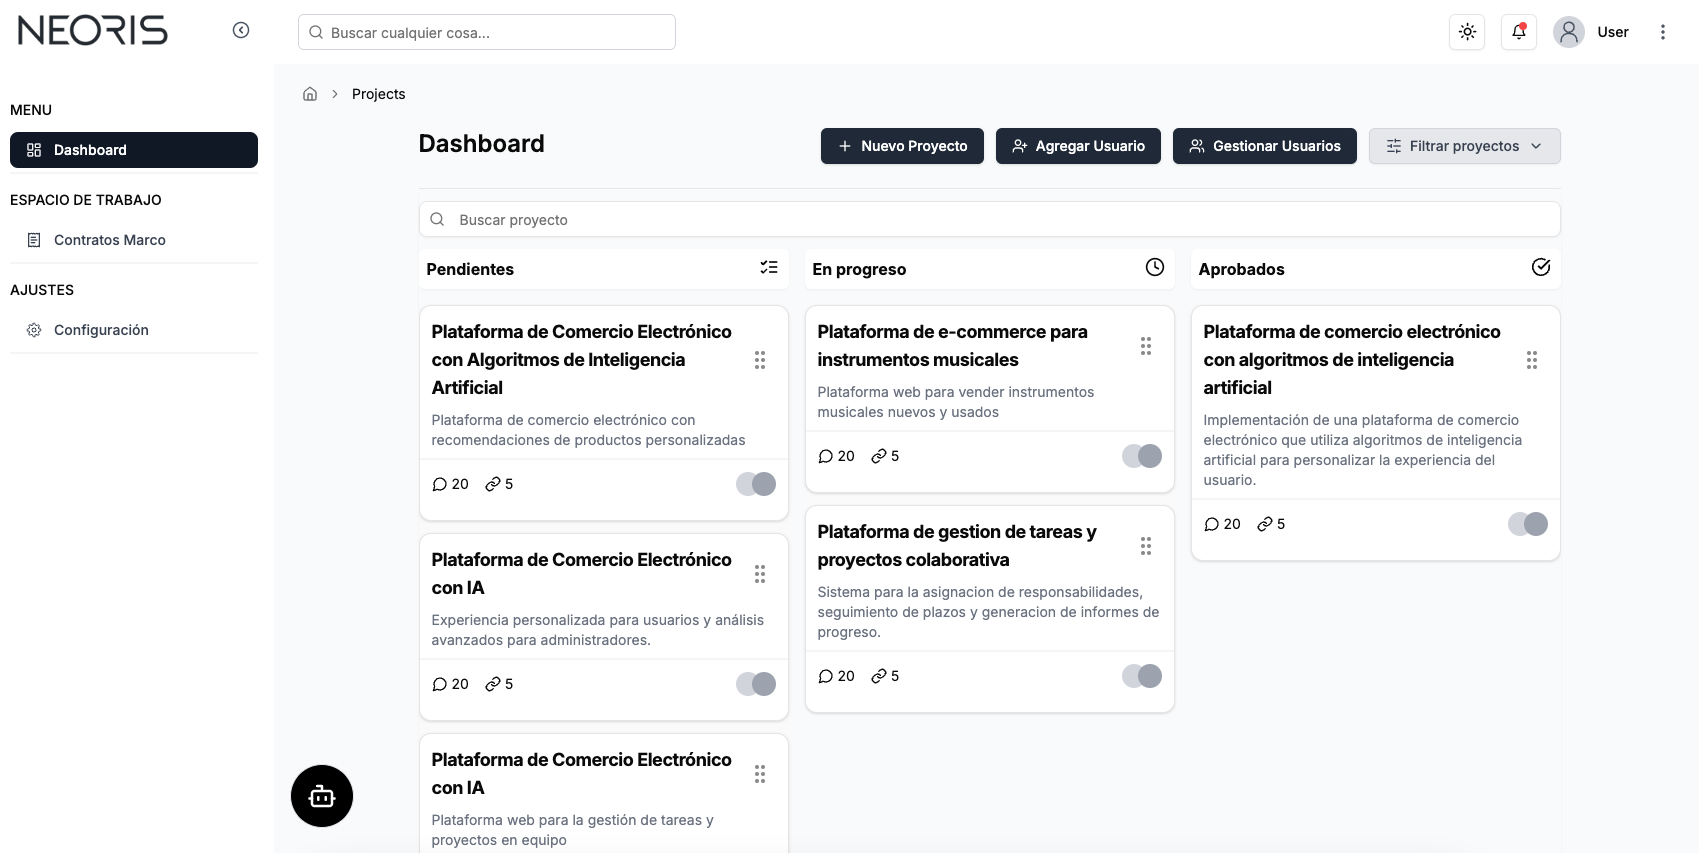 NEORIS
Buscar cualquier cosa...
User
MENU
Dashboard
ESPACIO DE TRABAJO
Contratos Marco
AJUSTES
Configuración
Projects
Dashboard
Nuevo Proyecto
Agregar Usuario
Gestionar Usuarios
Filtrar proyectos
Buscar proyecto
Pendientes
Plataforma de Comercio Electrónico
con Algoritmos de Inteligencia
Artificial
Plataforma de comercio electrónico con
recomendaciones de productos personalizadas
20 5
Plataforma de Comercio Electrónico
con IA
Experiencia personalizada para usuarios y análisis
avanzados para administradores.
20 5
Plataforma de Comercio Electrónico
con IA
Plataforma web para la gestión de tareas y
proyectos en equipo
En progreso
Plataforma de e-commerce para
instrumentos musicales
Plataforma web para vender instrumentos
musicales nuevos y usados
20 5
Plataforma de gestion de tareas y
proyectos colaborativa
Sistema para la asignacion de responsabilidades,
seguimiento de plazos y generacion de informes de
progreso.
20 5
Aprobados
Plataforma de comercio electrónico
con algoritmos de inteligencia
artificial
Implementación de una plataforma de comercio
electrónico que utiliza algoritmos de inteligencia
artificial para personalizar la experiencia del
usuario.
20 5